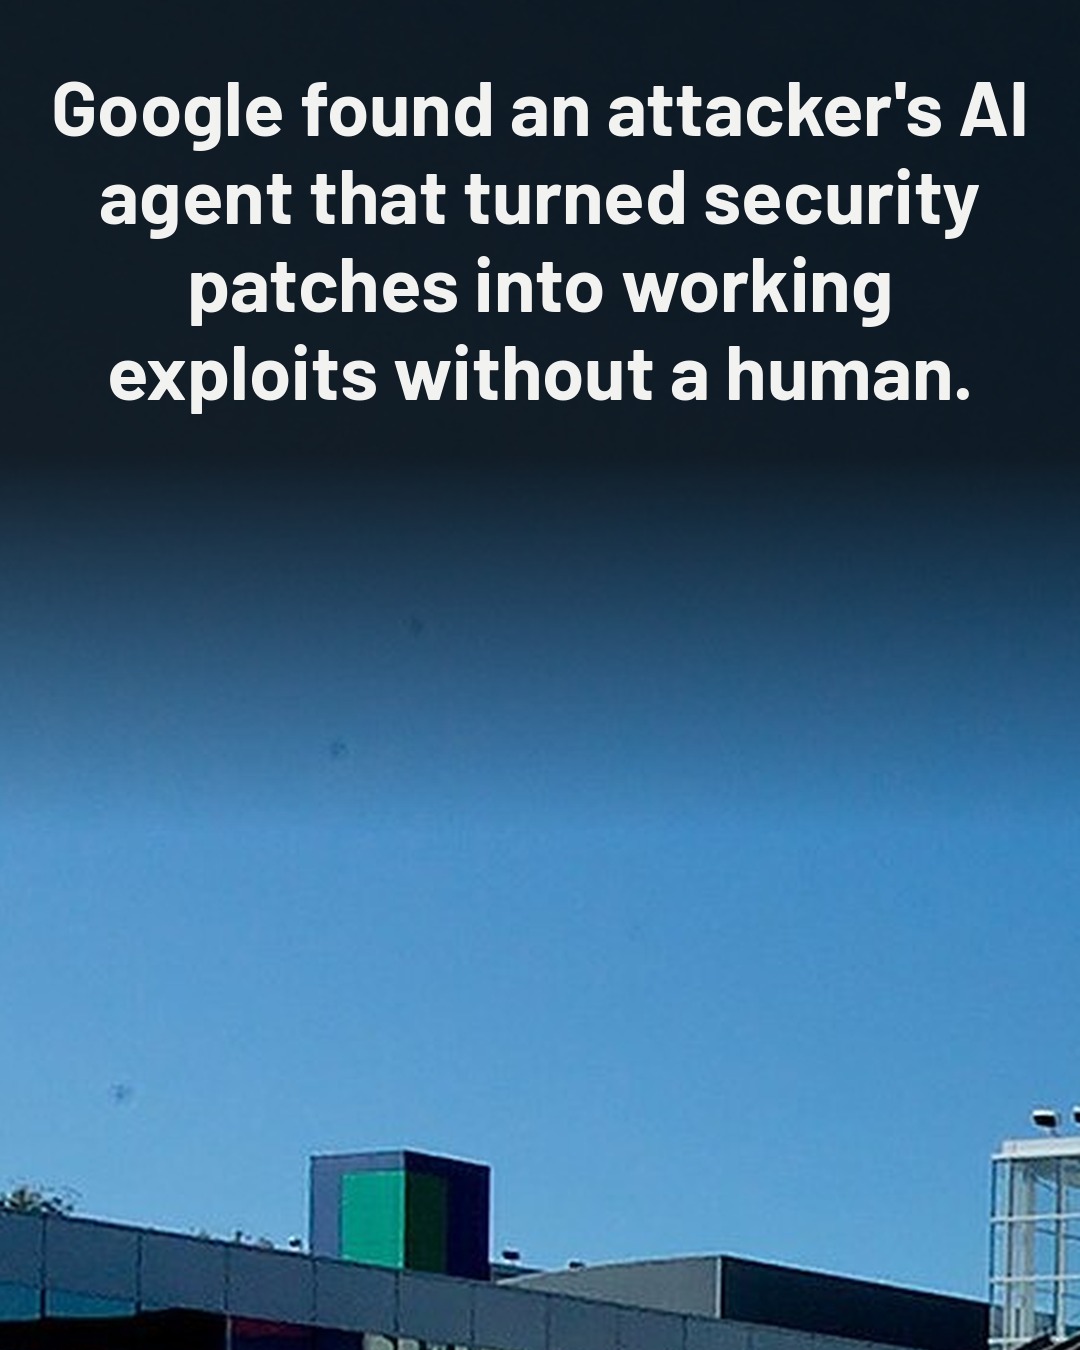 Google found an attacker's AI
agent that turned security
patches into working
exploits without a human.